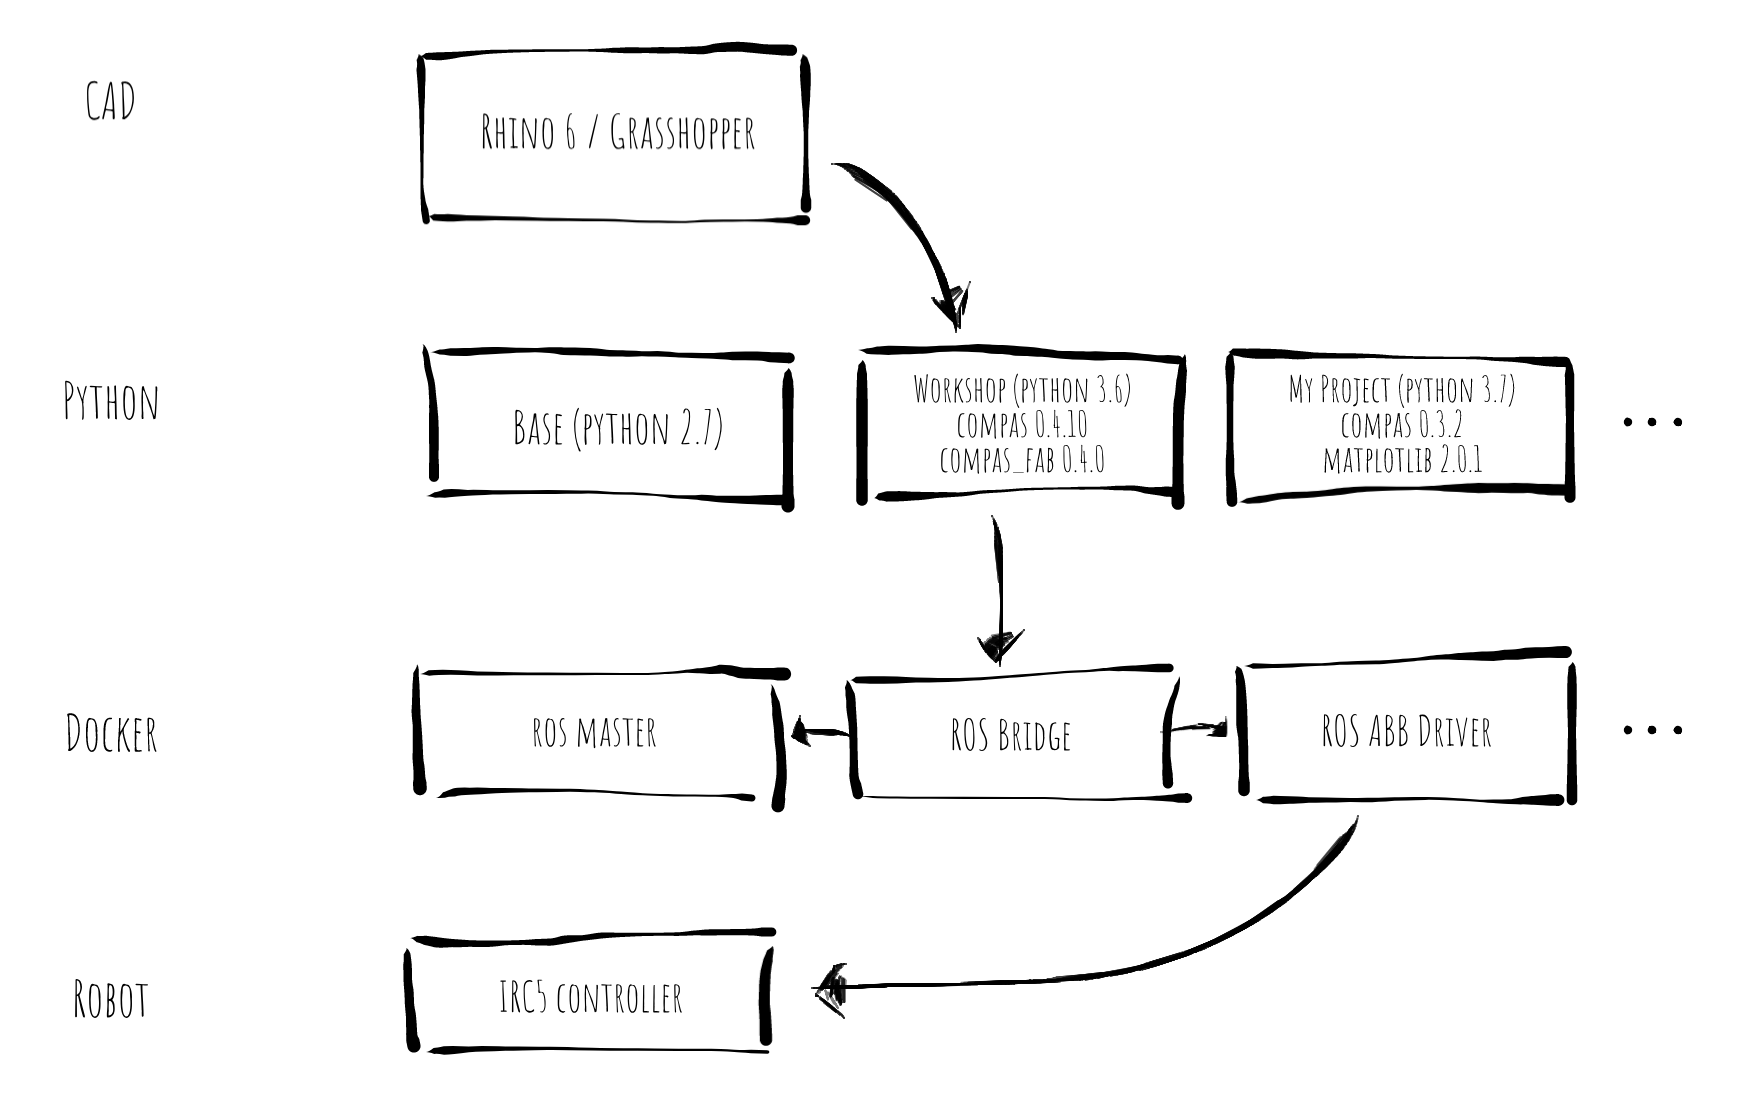 CAD
Rhino 6 / Grasshopper
Python
Base (python 2.7)
Workshop (python 3.6)
compas 0.4.10
compas_fab 0.4.0
My Project (python 3.7)
compas 0.3.2
matplotlib 2.0.1
...
Docker
ROS master
ROS Bridge
ROS ABB Driver
...
Robot
IRC5 controller